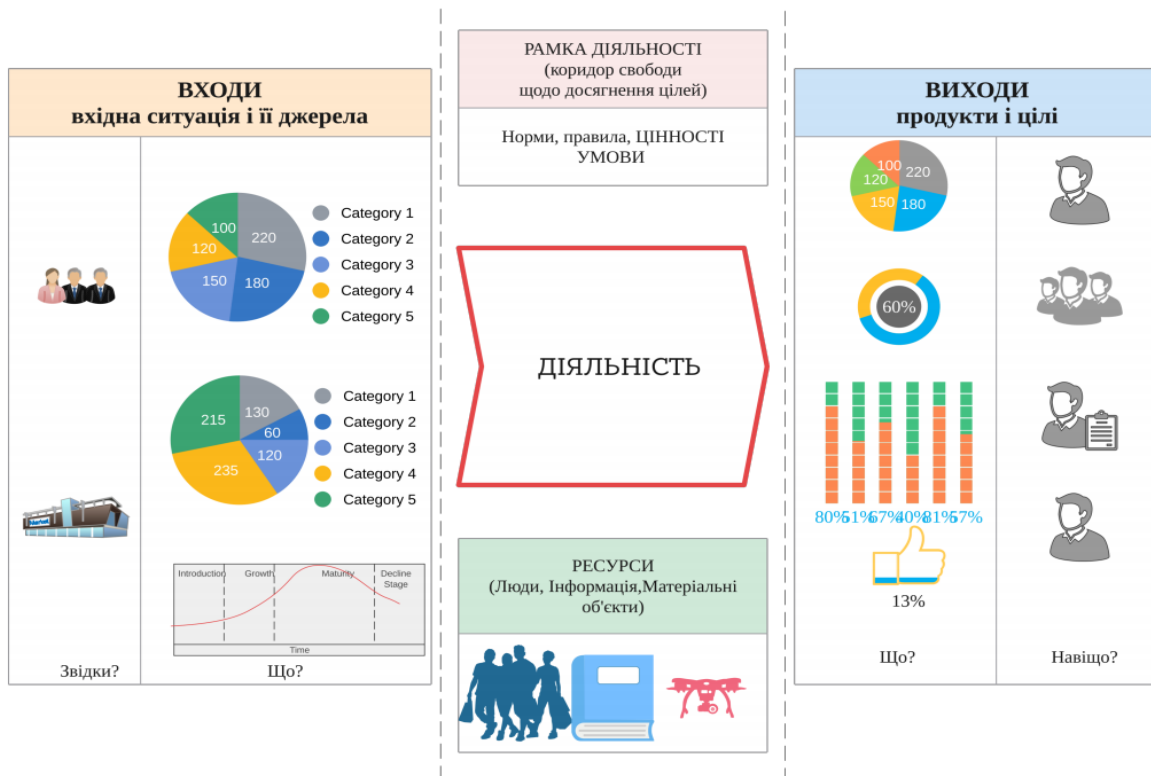 ВХОДИ
вхідна ситуація і її джерела
220
180
150
120
100
Category 1
Category 2
Category 3
Category 4
Category 5
130
60
120
235
215
Category 1
Category 2
Category 3
Category 4
Category 5
Introduction
Growth
Maturity
Decline
Stage
Time
Звідки?
Що?
РАМКА ДІЯЛЬНОСТІ
(коридор свободи
щодо досягнення цілей)
Норми, правила, ЦІННОСТІ
УМОВИ
ДІЯЛЬНІСТЬ
РЕСУРСИ
(Люди, Інформація,Матеріальні
об'єкти)
ВИХОДИ
продукти і цілі
220
180
150
120
100
60%
80%
51%
67%
40%
81%
57%
13%
Що?
Навіщо?